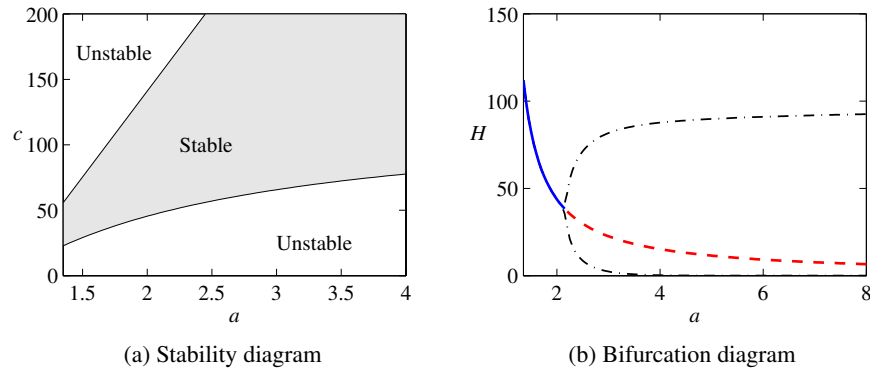 200
150
c
100
50
0
Unstable
Stable
Unstable
1.5
2
2.5
3
3.5
4
a
(a) Stability diagram
150
100
H
50
0
2
4
6
8
a
(b) Bifurcation diagram